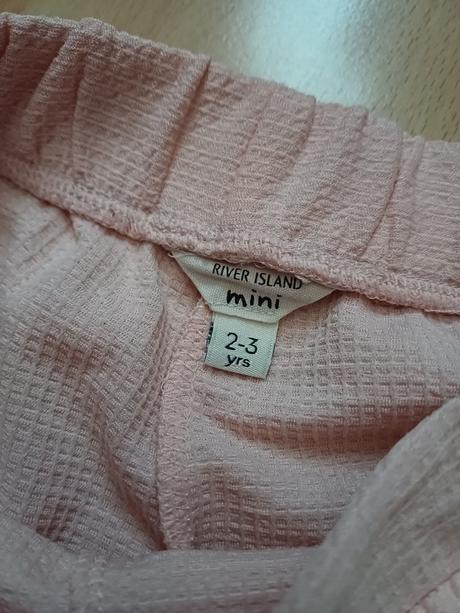 RIVER ISLAND
mini
2-3
yrs